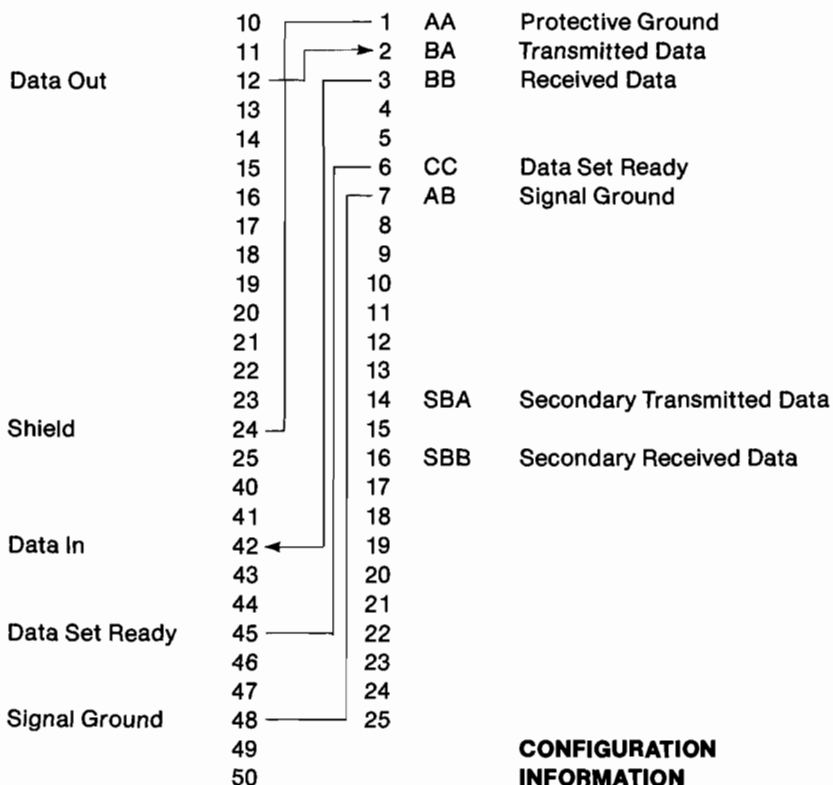 10 1 AA Protective Ground
11 2 BA Transmitted Data
Data Out 12 3 BB Received Data
13 4
14 5
15 6 CC Data Set Ready
16 7 AB Signal Ground
17 8
18 9
19 10
20 11
21 12
22 13
23 14 SBA Secondary Transmitted Data
Shield 24 15
25 16 SBB Secondary Received Data
40 17
41 18
Data In 42 19
43 20
44 21
Data Set Ready 45 22
46 23
47 24
Signal Ground 48 25
49 CONFIGURATION
50 INFORMATION